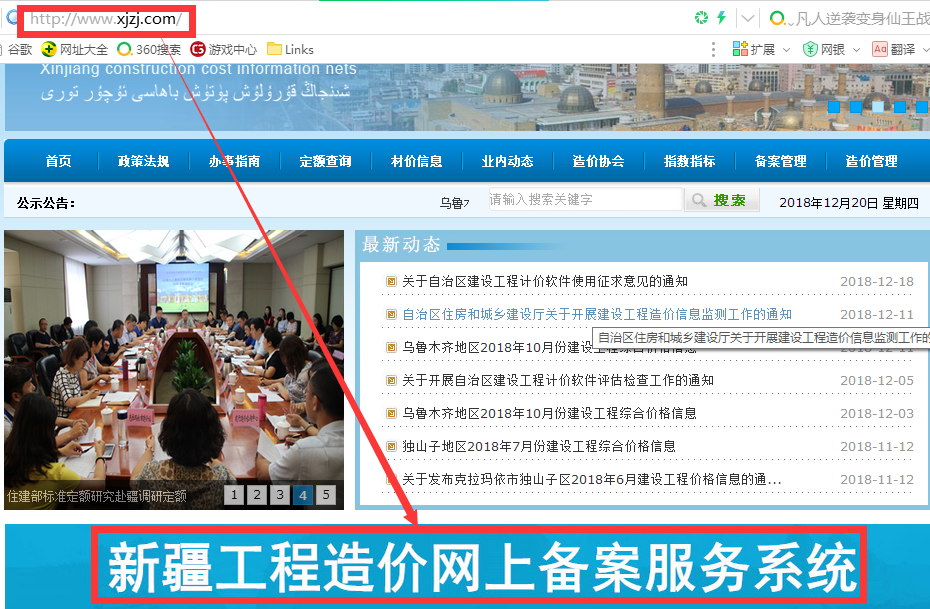 http://www.xjzj.com/
凡人逆袭变身仙王战
谷歌 网址大全 360搜索 游戏中心 Links
扩展 网银 翻译
Xinjiang construction cost information nets
شىنجاڭ قۇرۇلۇش پۈتۈش باھاسى ئۇچۇر تورى
首页 政策法规 办事指南 定额查询 材价信息 业内动态 造价协会 指数指标 备案管理 造价管理
公示公告： 乌鲁7 请输入搜索关键字 搜索 2018年12月20日 星期四
最新动态
关于自治区建设工程计价软件使用征求意见的通知 2018-12-18
自治区住房和城乡建设厅关于开展建设工程造价信息监测工作的通知 2018-12-11
自治区住房和城乡建设厅关于开展建设工程造价信息监测工作的
乌鲁木齐地区2018年10月份建设工程综合价格信息
关于开展自治区建设工程计价软件评估检查工作的通知 2018-12-05
乌鲁木齐地区2018年10月份建设工程综合价格信息 2018-12-03
独山子地区2018年7月份建设工程综合价格信息 2018-11-12
关于发布克拉玛依市独山子区2018年6月建设工程价格信息的通... 2018-11-12
住建部标准定额研究赴疆调研定额 1 2 3 4 5
新疆工程造价网上备案服务系统